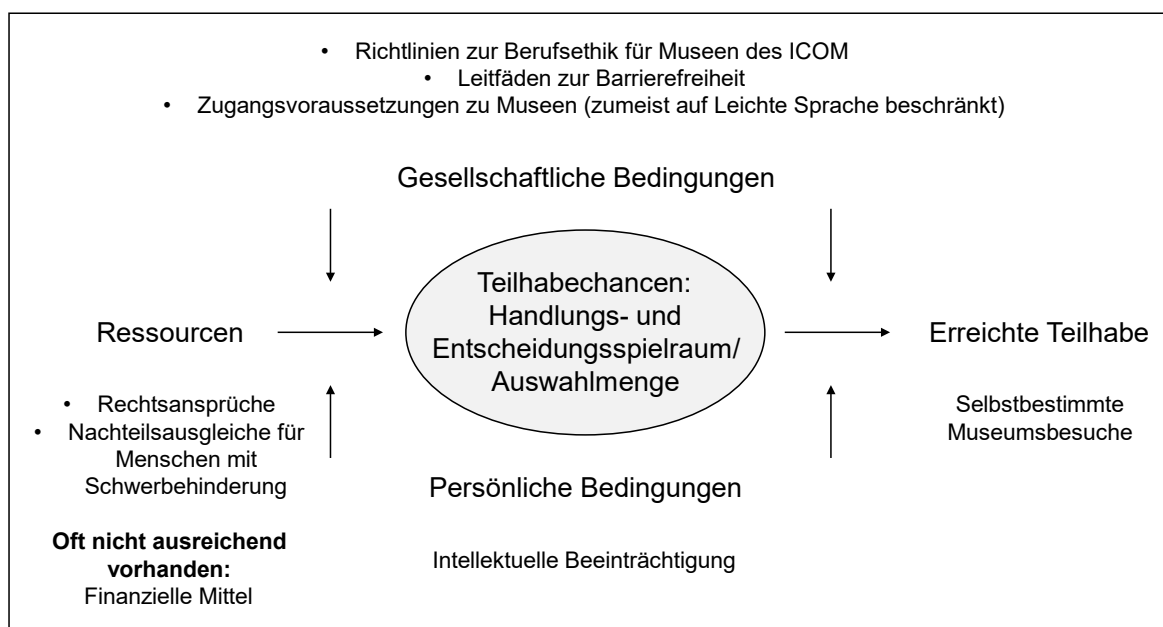 • Richtlinien zur Berufsethik für Museen des ICOM
• Leitfäden zur Barrierefreiheit
• Zugangsvoraussetzungen zu Museen (zumeist auf Leichte Sprache beschränkt)
Gesellschaftliche Bedingungen
Ressourcen
• Rechtsansprüche
• Nachteilsausgleiche für
Menschen mit
Schwerbehinderung
Oft nicht ausreichend
vorhanden:
Finanzielle Mittel
Teilhabechancen:
Handlungs- und
Entscheidungsspielraum/
Auswahlmenge
Persönliche Bedingungen
Intellektuelle Beeinträchtigung
Erreichte Teilhabe
Selbstbestimmte
Museumsbesuche